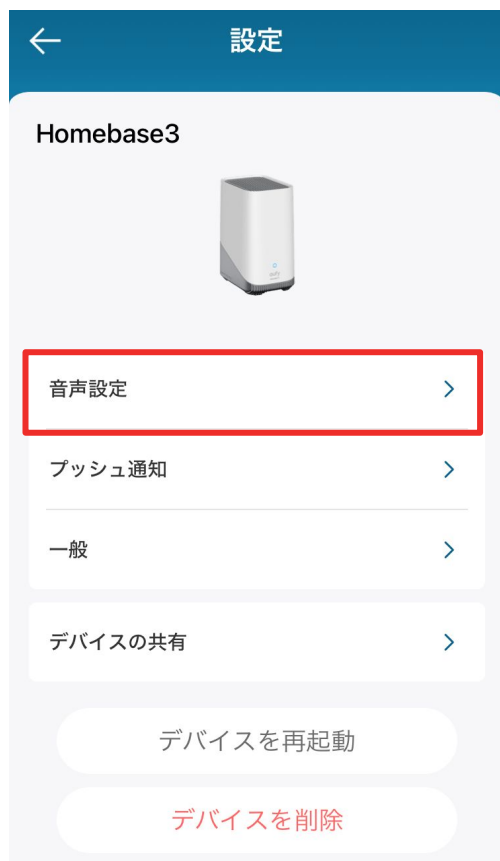 設定
Homebase3
eufy
音声設定
プッシュ通知
一般
デバイスの共有
デバイスを再起動
デバイスを削除